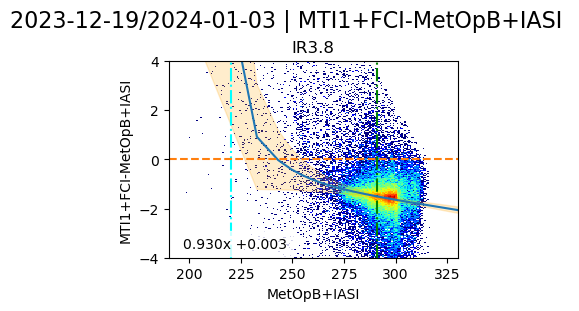 2023-12-19/2024-01-03 | MTI1+FCI-MetOpB+IASI
IR3.8
MTI1+FCI-MetOpB+IASI
4
2
0
−2
−4
0.930x +0.003
200
225
250
275
300
325
MetOpB+IASI